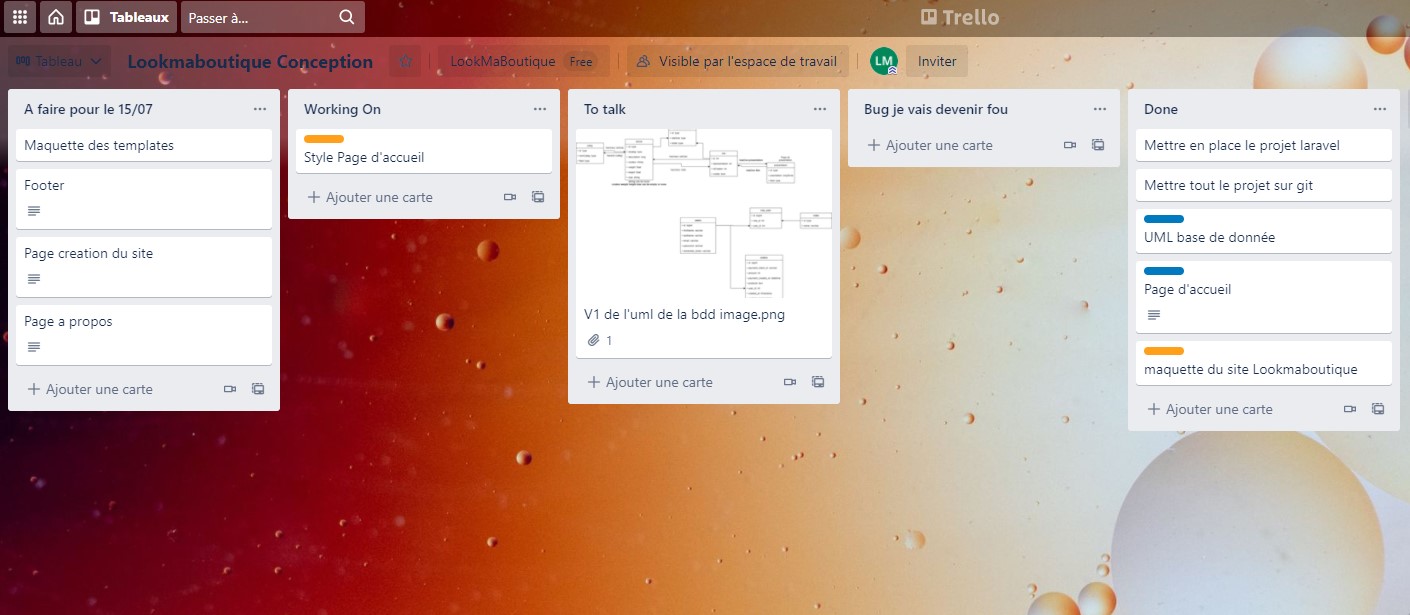 Tableaux
Passer à...
Trello
Tableau
Lookmaboutique Conception
LookMaBoutique Free
Visible par l'espace de travail
LM
Inviter
A faire pour le 15/07
Maquette des templates
Footer
Page creation du site
Page a propos
Ajouter une carte
Working On
Style Page d'accueil
Ajouter une carte
To talk
V1 de l'uml de la bdd image.png
1
Ajouter une carte
Bug je vais devenir fou
Ajouter une carte
Done
Mettre en place le projet laravel
Mettre tout le projet sur git
UML base de donnée
Page d'accueil
maquette du site Lookmaboutique
Ajouter une carte